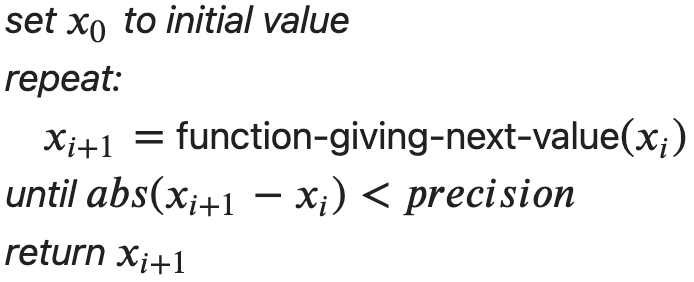 set x₀ to initial value
repeat:
xᵢ₊₁ = function-giving-next-value(xᵢ)
until abs(xᵢ₊₁ − xᵢ) < precision
return xᵢ₊₁